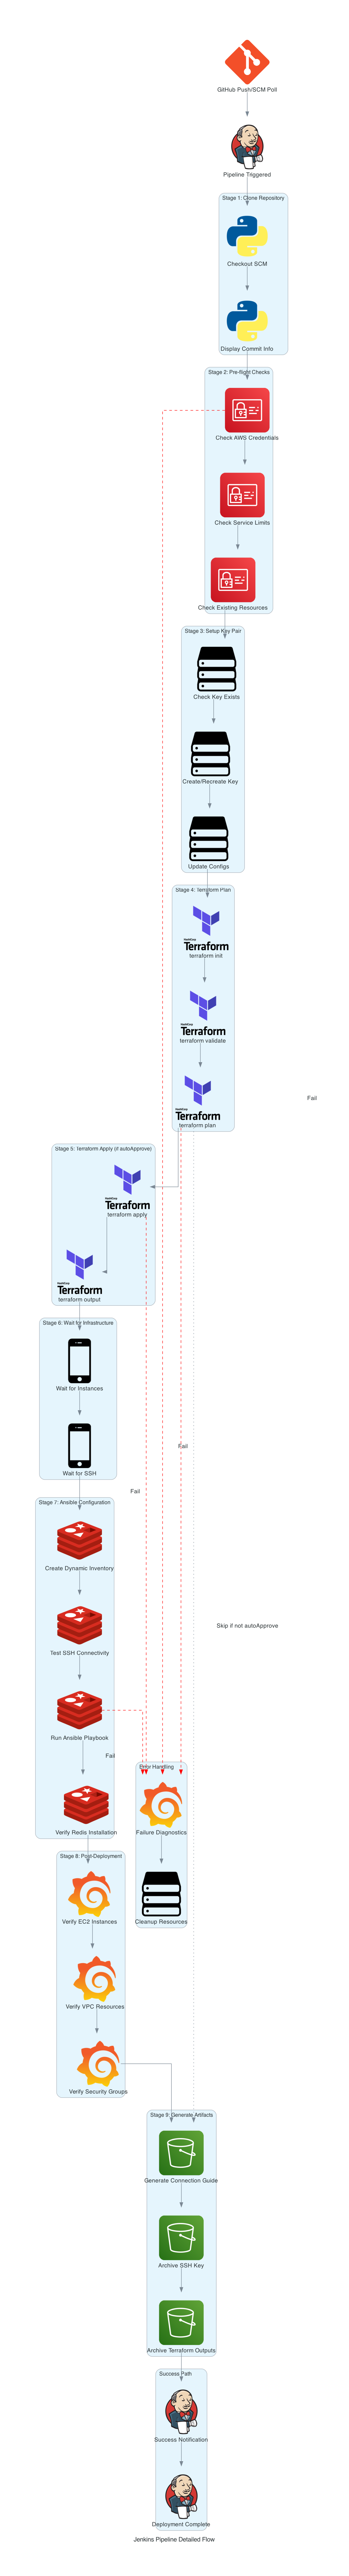 GitHub Push/SCM Poll
Pipeline Triggered
Stage 1: Clone Repository
Checkout SCM
Display Commit Info
Stage 2: Pre-flight Checks
Check AWS Credentials
Check Service Limits
Check Existing Resources
Stage 3: Setup Key Pair
Check Key Exists
Create/Recreate Key
Update Configs
Stage 4: Terraform Plan
HashiCorp
Terraform
terraform init
HashiCorp
Terraform
terraform validate
HashiCorp
Terraform
terraform plan
Fail
Stage 5: Terraform Apply (if autoApprove)
HashiCorp
Terraform
terraform apply
HashiCorp
Terraform
terraform output
Stage 6: Wait for Infrastructure
Wait for Instances
Fail
Wait for SSH
Fail
Stage 7: Ansible Configuration
Create Dynamic Inventory
Skip if not autoApprove
Test SSH Connectivity
Run Ansible Playbook
Fail
Error Handling
Verify Redis Installation
Failure Diagnostics
Stage 8: Post-Deployment
Verify EC2 Instances
Cleanup Resources
Verify VPC Resources
Verify Security Groups
Stage 9: Generate Artifacts
Generate Connection Guide
Archive SSH Key
Archive Terraform Outputs
Success Path
Success Notification
Deployment Complete
Jenkins Pipeline Detailed Flow